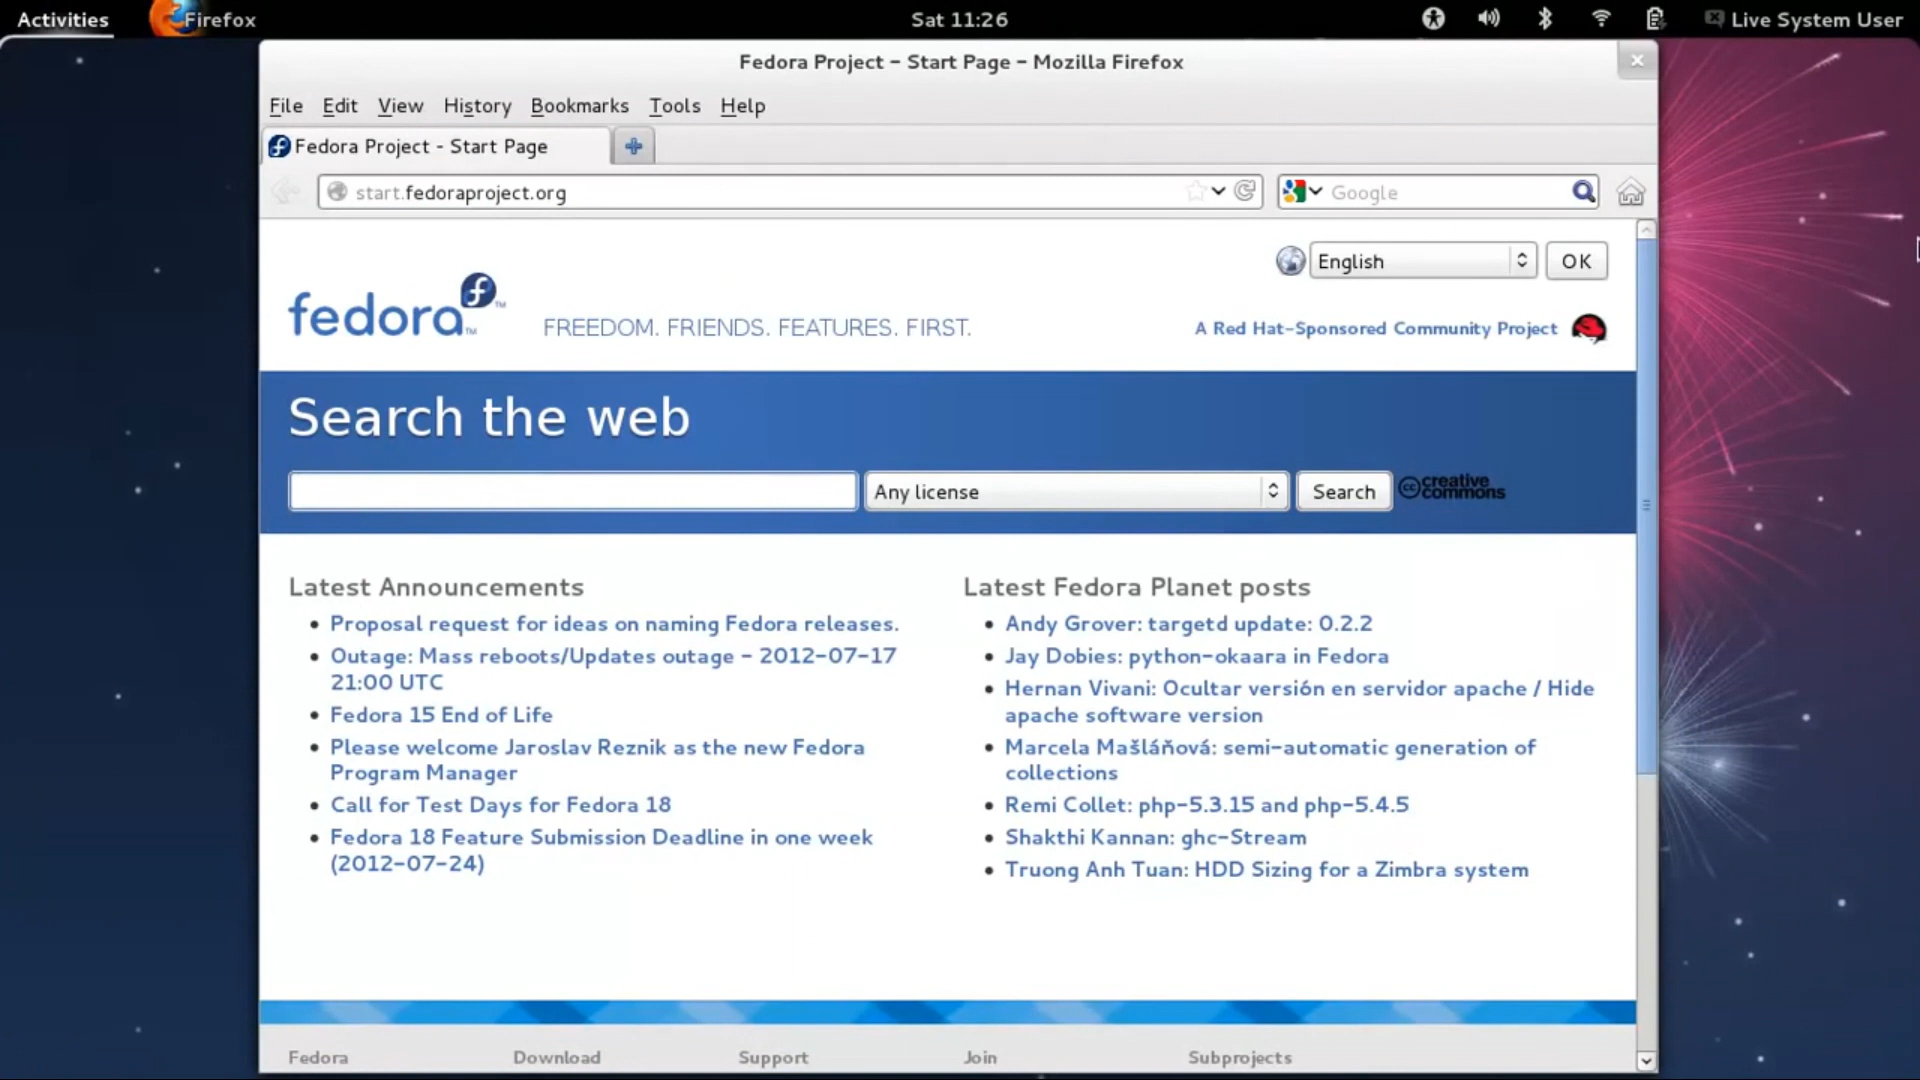 Activities Firefox Sat 11:26 Live System User
Fedora Project - Start Page - Mozilla Firefox
File Edit View History Bookmarks Tools Help
Fedora Project - Start Page
start.fedoraproject.org Google
English OK
fedora™ FREEDOM. FRIENDS. FEATURES. FIRST. A Red Hat-Sponsored Community Project
Search the web
Any license Search creative commons
Latest Announcements
Proposal request for ideas on naming Fedora releases.
Outage: Mass reboots/Updates outage - 2012-07-17
21:00 UTC
Fedora 15 End of Life
Please welcome Jaroslav Reznik as the new Fedora
Program Manager
Call for Test Days for Fedora 18
Fedora 18 Feature Submission Deadline in one week
(2012-07-24)
Latest Fedora Planet posts
Andy Grover: targetd update: 0.2.2
Jay Dobies: python-okaara in Fedora
Hernan Vivani: Ocultar versión en servidor apache / Hide
apache software version
Marcela Mašláňová: semi-automatic generation of
collections
Remi Collet: php-5.3.15 and php-5.4.5
Shakthi Kannan: ghc-Stream
Truong Anh Tuan: HDD Sizing for a Zimbra system
Fedora Download Support Join Subprojects